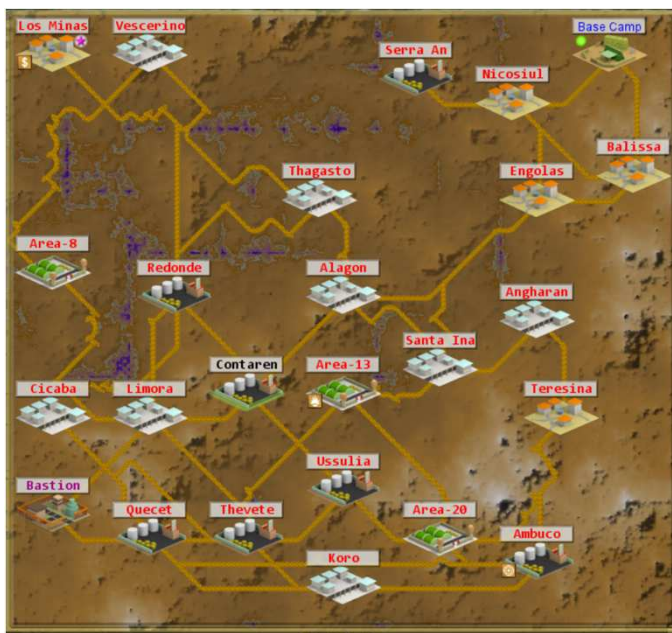 Los Minas
Vescerino
Base Camp
Serra An
Nicosiul
Balissa
Thagasto
Engolas
Area-8
Redonde
Alagon
Angharan
Santa Ina
Contaren
Area-13
Cicaba
Limora
Teresina
Ussulia
Bastion
Quecet
Thevete
Area-20
Ambuco
Koro
$